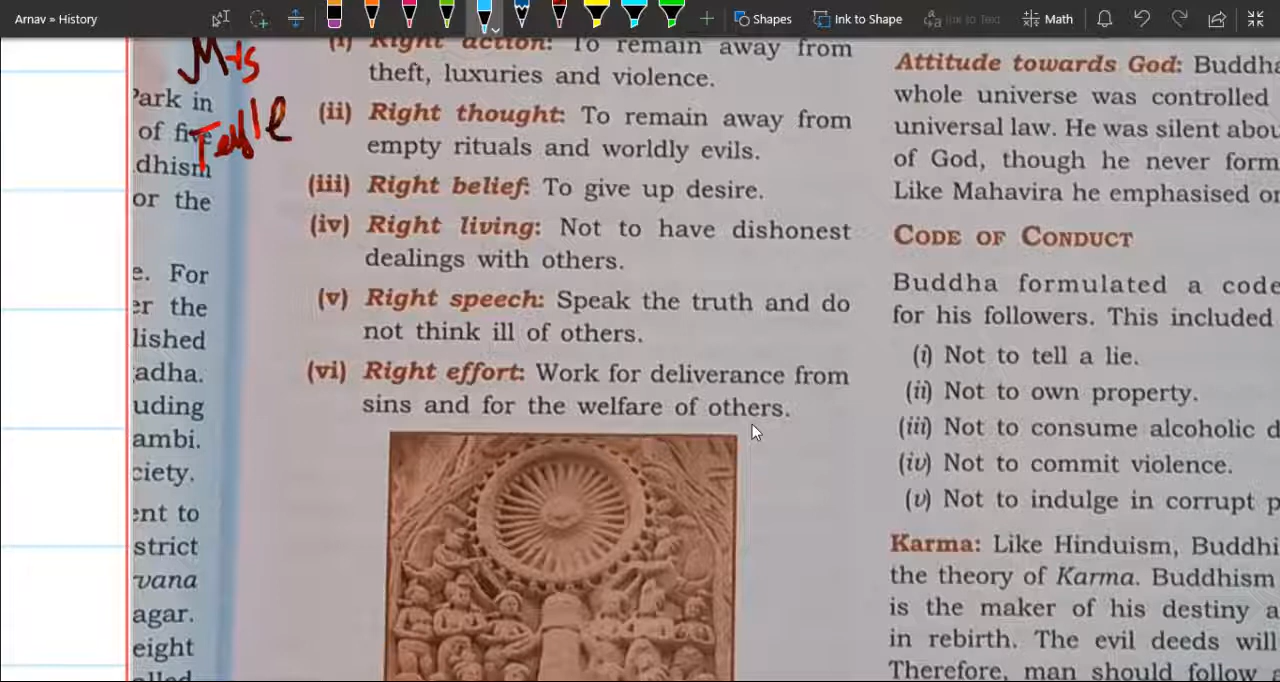 Arnav » History
Shapes
Ink to Shape
Ink to Text
Math
Park in
of five
dhism
or the
e. For
er the
lished
adha.
uding
ambi.
ciety.
ent to
strict
vana
agar.
eight
(i) Right action: To remain away from
theft, luxuries and violence.
(ii) Right thought: To remain away from
empty rituals and worldly evils.
(iii) Right belief: To give up desire.
(iv) Right living: Not to have dishonest
dealings with others.
(v) Right speech: Speak the truth and do
not think ill of others.
(vi) Right effort: Work for deliverance from
sins and for the welfare of others.
Attitude towards God: Buddha
whole universe was controlled
universal law. He was silent abou
of God, though he never form
Like Mahavira he emphasised on
CODE OF CONDUCT
Buddha formulated a code
for his followers. This included
(i) Not to tell a lie.
(ii) Not to own property.
(iii) Not to consume alcoholic d
(iv) Not to commit violence.
(v) Not to indulge in corrupt p
Karma: Like Hinduism, Buddhi
the theory of Karma. Buddhism
is the maker of his destiny a
in rebirth. The evil deeds will
Therefore, man should follow